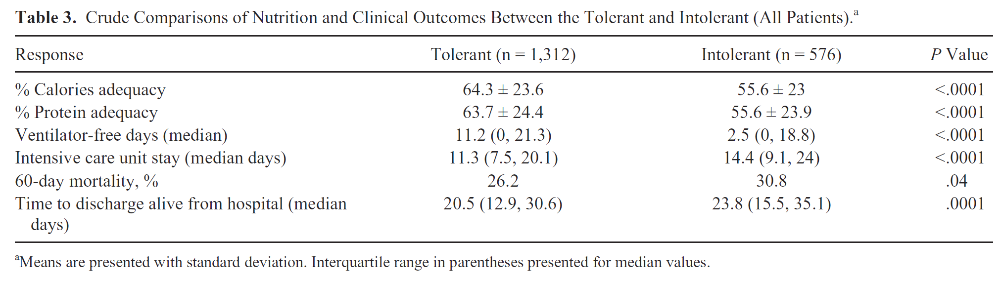 Table 3. Crude Comparisons of Nutrition and Clinical Outcomes Between the Tolerant and Intolerant (All Patients).a
Response Tolerant (n = 1,312) Intolerant (n = 576) P Value
% Calories adequacy 64.3 ± 23.6 55.6 ± 23 <.0001
% Protein adequacy 63.7 ± 24.4 55.6 ± 23.9 <.0001
Ventilator-free days (median) 11.2 (0, 21.3) 2.5 (0, 18.8) <.0001
Intensive care unit stay (median days) 11.3 (7.5, 20.1) 14.4 (9.1, 24) <.0001
60-day mortality, % 26.2 30.8 .04
Time to discharge alive from hospital (median 20.5 (12.9, 30.6) 23.8 (15.5, 35.1) .0001
days)
aMeans are presented with standard deviation. Interquartile range in parentheses presented for median values.